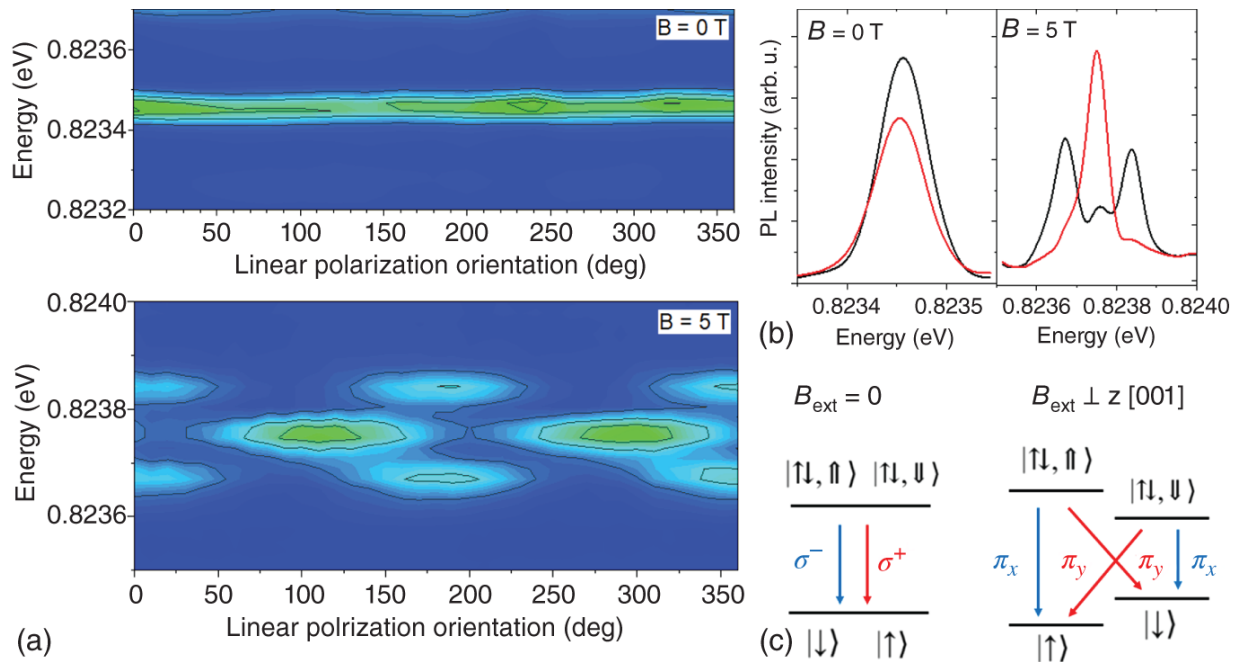 B = 0 T
0.8236
0.8234
0.8232
Energy (eV)
0 50 100 150 200 250 300 350
Linear polarization orientation (deg)
B = 5 T
0.8240
0.8238
0.8236
Energy (eV)
0 50 100 150 200 250 300 350
Linear polrization orientation (deg)
(a)
B = 0 T
B = 5 T
PL intensity (arb. u.)
0.8234 0.8235
0.8236 0.8238 0.8240
Energy (eV)
Energy (eV)
(b)
B_ext = 0
B_ext ⊥ z [001]
|↑↓, ⇑⟩ |↑↓, ⇓⟩
σ⁻ σ⁺
|↓⟩ |↑⟩
|↑↓, ⇑⟩
|↑↓, ⇓⟩
π_x π_y π_y π_x
|↑⟩
|↓⟩
(c)